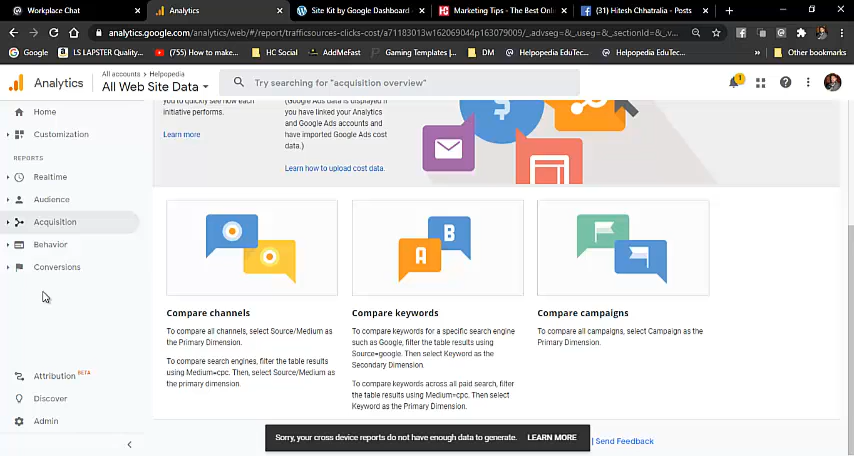 Workplace Chat
Analytics
Site Kit by Google Dashboard -
Marketing Tips - The Best Onli
(31) Hitesh Chhatralia - Posts
analytics.google.com/analytics/web/#/report/trafficsources-clicks-cost/a71183013w162069044p163079009/_advseg=&_useg=&_sectionId=&_v...
Google
LS LAPSTER LEVEL ST...
(755) How to make...
HC Social
AddMeFast
Gaming Templates |...
DM
Helpopedia EduTec...
Helpopedia EduTec...
Other bookmarks
Analytics
All accounts > Helpopedia
All Web Site Data
Try searching for "acquisition overview"
1
Home
Customization
REPORTS
Realtime
Audience
Acquisition
Behavior
Conversions
Attribution BETA
Discover
Admin
you to quickly see how each
initiative performs.
Learn more
(Google Ads data is displayed if
you have linked your Analytics
and Google Ads accounts and
have imported Google Ads cost
data.)
Learn how to upload cost data.
$
A
B
Compare channels
To compare all channels, select Source/Medium as
the Primary Dimension.
To compare search engines, filter the table results
using Medium=cpc. Then, select Source/Medium as
the primary dimension.
Compare keywords
To compare keywords for a specific search engine
such as Google, filter the table results using
Source=google. Then select Keyword as the
Secondary Dimension.
To compare keywords across all paid search, filter
the table results using Medium=cpc. Then select
Keyword as the Primary Dimension.
Compare campaigns
To compare all campaigns, select Campaign as the
Primary Dimension.
Sorry, your cross device reports do not have enough data to generate. LEARN MORE
| Send Feedback